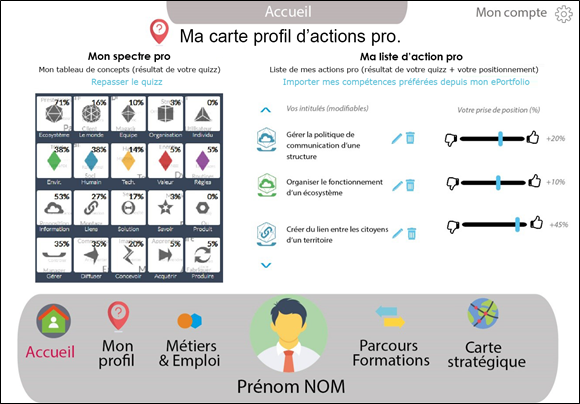 Accueil
Mon compte
Ma carte profil d'actions pro.
Mon spectre pro
Mon tableau de concepts (résultat de votre quizz)
Repasser le quizz
71% 16% 10% 3% 0%
Ecosystème Le monde Equipe Organisation Individu
38% 38% 14% 5% 5%
Envir. Humain Tech. Valeur Règles
53% 27% 17% 3% 0%
Information Liens Solution Savoir Produit
35% 35% 20% 5% 5%
Gérer Diffuser Concevoir Acquérir Produire
Ma liste d'action pro
Liste de mes actions pro (résultat de votre quizz + votre positionnement)
Importer mes compétences préférées depuis mon ePortfolio
Vos intitulés (modifiables)
Votre prise de position (%)
Gérer la politique de
communication d'une
structure
+20%
Organiser le fonctionnement
d'un écosystème
+10%
Créer du lien entre les citoyens
d'un territoire
+45%
Accueil
Mon
profil
Métiers
& Emploi
Prénom NOM
Parcours
Formations
Carte
stratégique